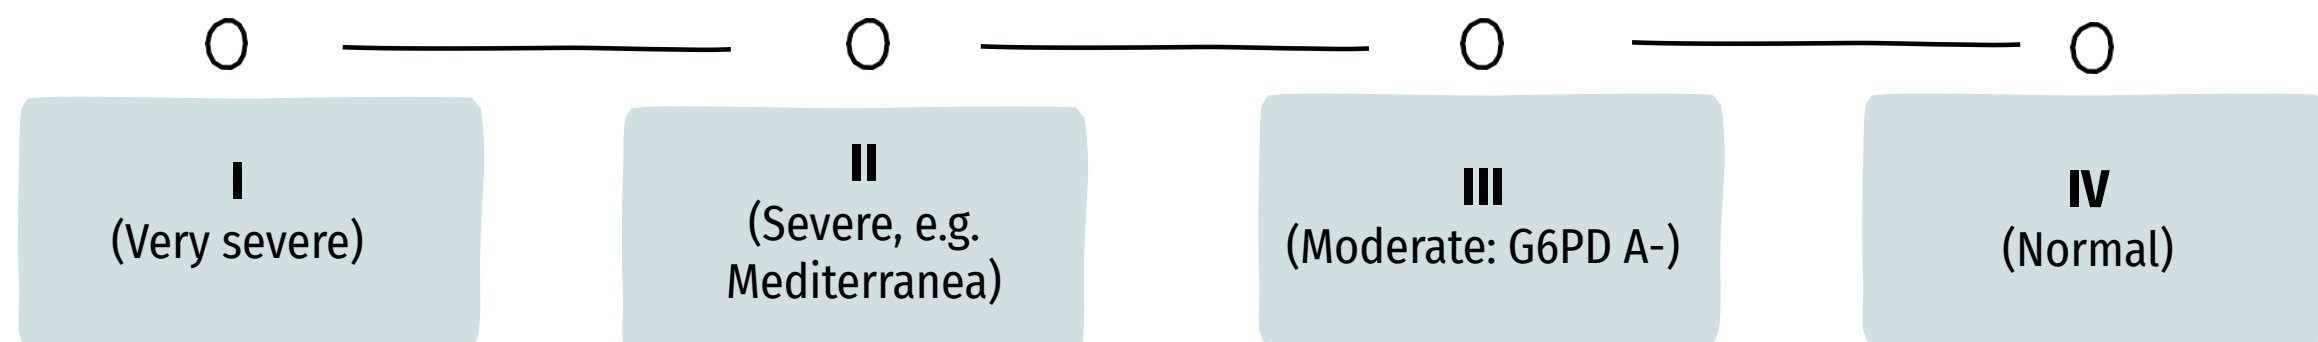 I
(Very severe)
II
(Severe, e.g.
Mediterranea)
III
(Moderate: G6PD A-)
IV
(Normal)